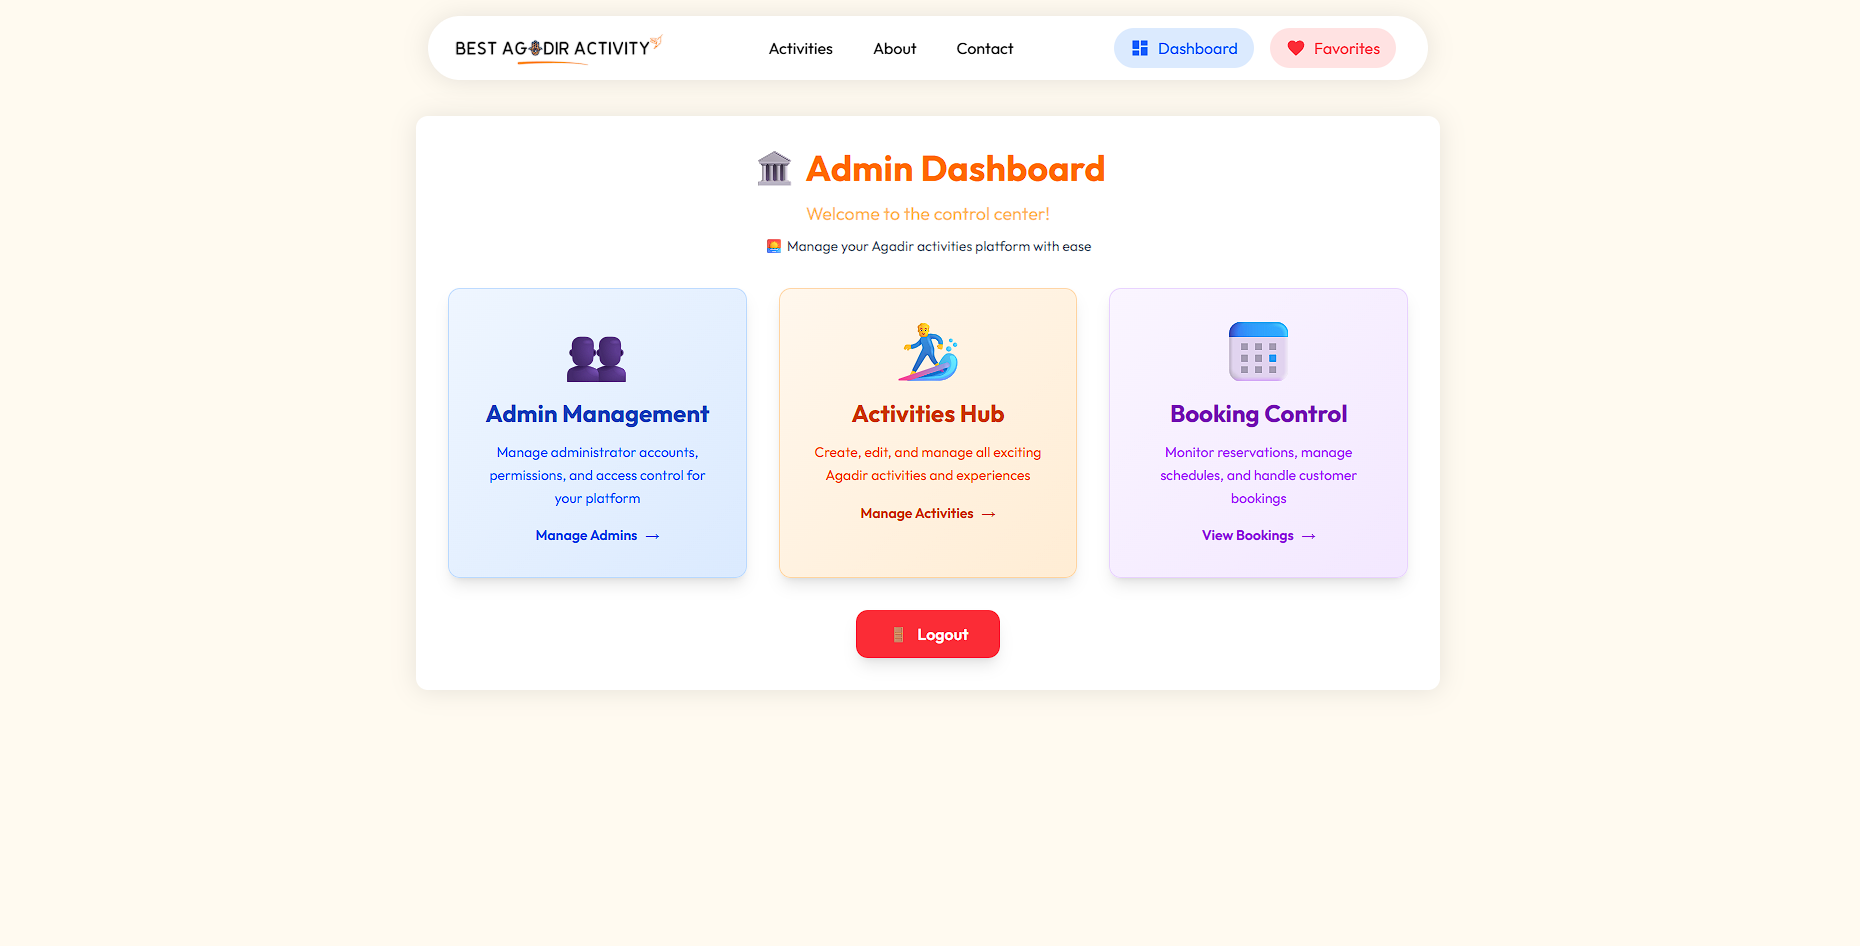 BEST AGADIR ACTIVITY
Activities
About
Contact
Dashboard
Favorites
Admin Dashboard
Welcome to the control center!
Manage your Agadir activities platform with ease
Admin Management
Manage administrator accounts,
permissions, and access control for
your platform
Manage Admins →
Activities Hub
Create, edit, and manage all exciting
Agadir activities and experiences
Manage Activities →
Booking Control
Monitor reservations, manage
schedules, and handle customer
bookings
View Bookings →
Logout